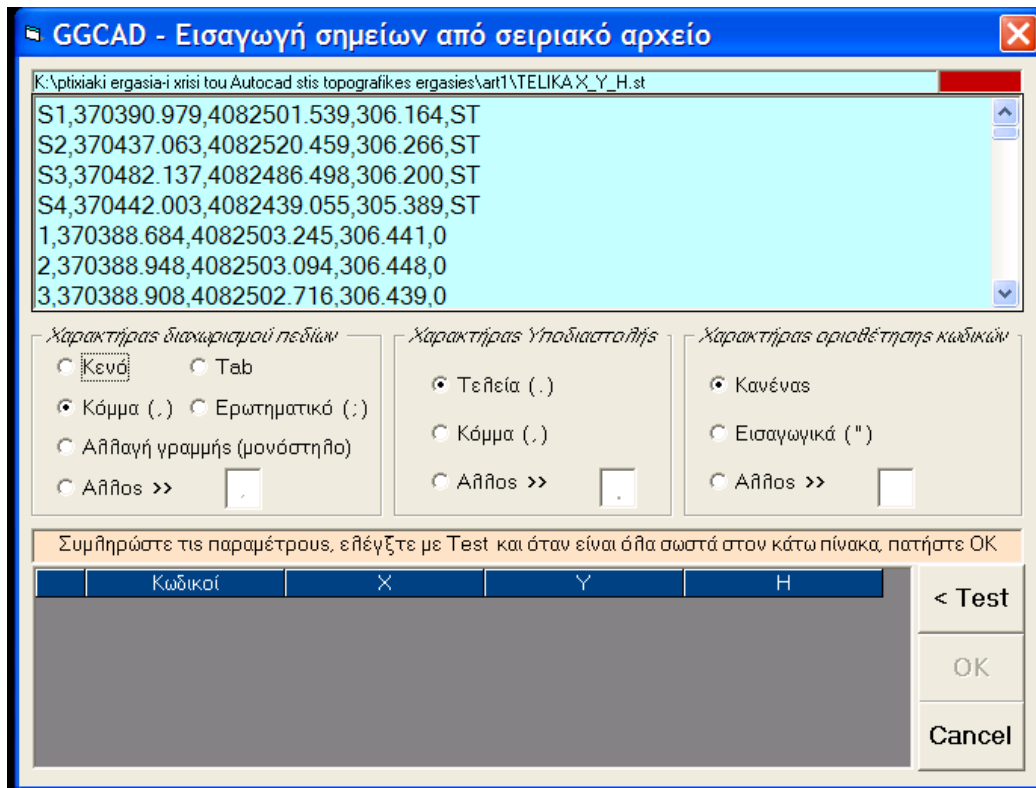 GGCAD - Εισαγωγή σημείων από σειριακό αρχείο
K:\ptixiaki ergasia-i xrisi tou Autocad stis topografikes ergasies\art1\TELIKA X_Y_H.st
S1,370390.979,4082501.539,306.164,ST
S2,370437.063,4082520.459,306.266,ST
S3,370482.137,4082486.498,306.200,ST
S4,370442.003,4082439.055,305.389,ST
1,370388.684,4082503.245,306.441,0
2,370388.948,4082503.094,306.448,0
3,370388.908,4082502.716,306.439,0
Χαρακτήρας διαχωρισμού πεδίων
Κενό Tab
Κόμμα (,) Ερωτηματικό (;)
Αλλαγή γραμμής (μονόστηλο)
Αλλος >> ,
Χαρακτήρας Υποδιαστολής
Τελεία (.)
Κόμμα (,)
Αλλος >> .
Χαρακτήρας οριοθέτησης κωδικών
Κανένας
Εισαγωγικά (")
Αλλος >>
Συμληρώστε τις παραμέτρους, ελέγξτε με Test και όταν είναι όλα σωστά στον κάτω πίνακα, πατήστε OK
Κωδικοί X Y H
< Test
OK
Cancel